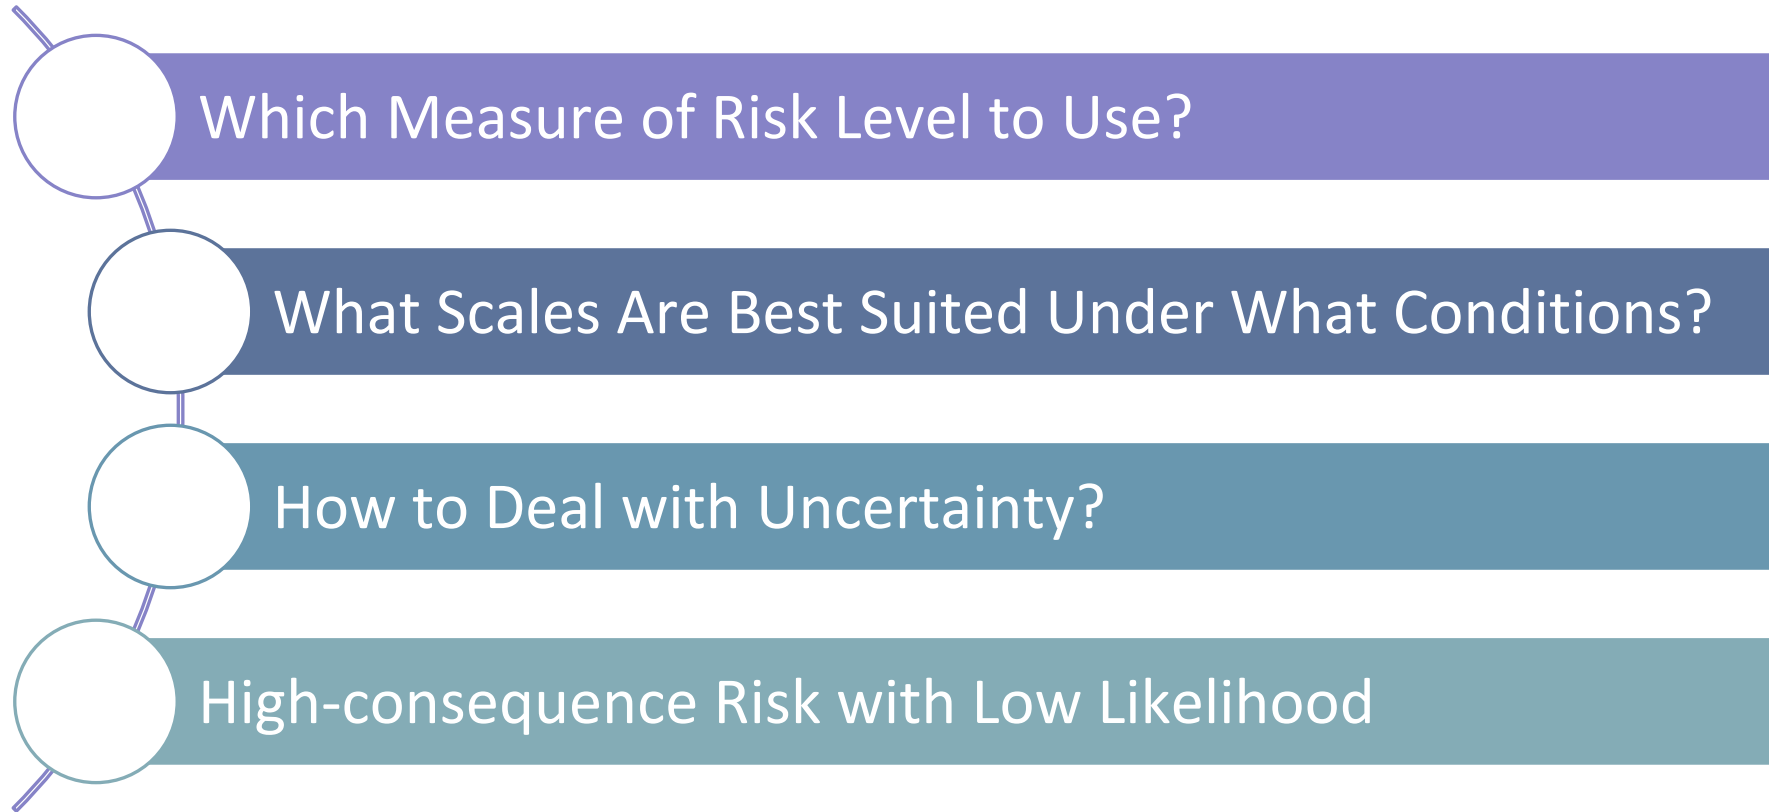 Which Measure of Risk Level to Use?
What Scales Are Best Suited Under What Conditions?
How to Deal with Uncertainty?
High-consequence Risk with Low Likelihood